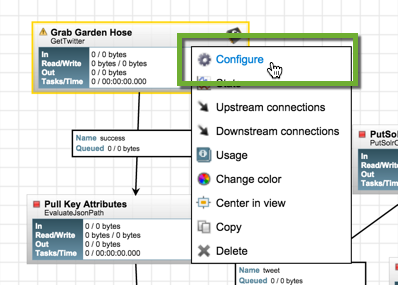 Grab Garden Hose
GetTwitter
In 0 / 0 bytes
Read/Write 0 bytes / 0 bytes
Out 0 / 0 bytes
Tasks/Time 0 / 00:00:00.000
Configure
Stats
Upstream connections
Downstream connections
Usage
Change color
Center in view
Copy
Delete
Name success
Queued 0 / 0 bytes
Pull Key Attributes
EvaluateJsonPath
In 0 / 0 bytes
Read/Write 0 bytes / 0 bytes
Out 0 / 0 bytes
Tasks/Time 0 / 00:00:00.000
PutSo
PutSolrC
In
Read/W
Out
Tasks/
Name tweet
Queued 0 / 0 bytes